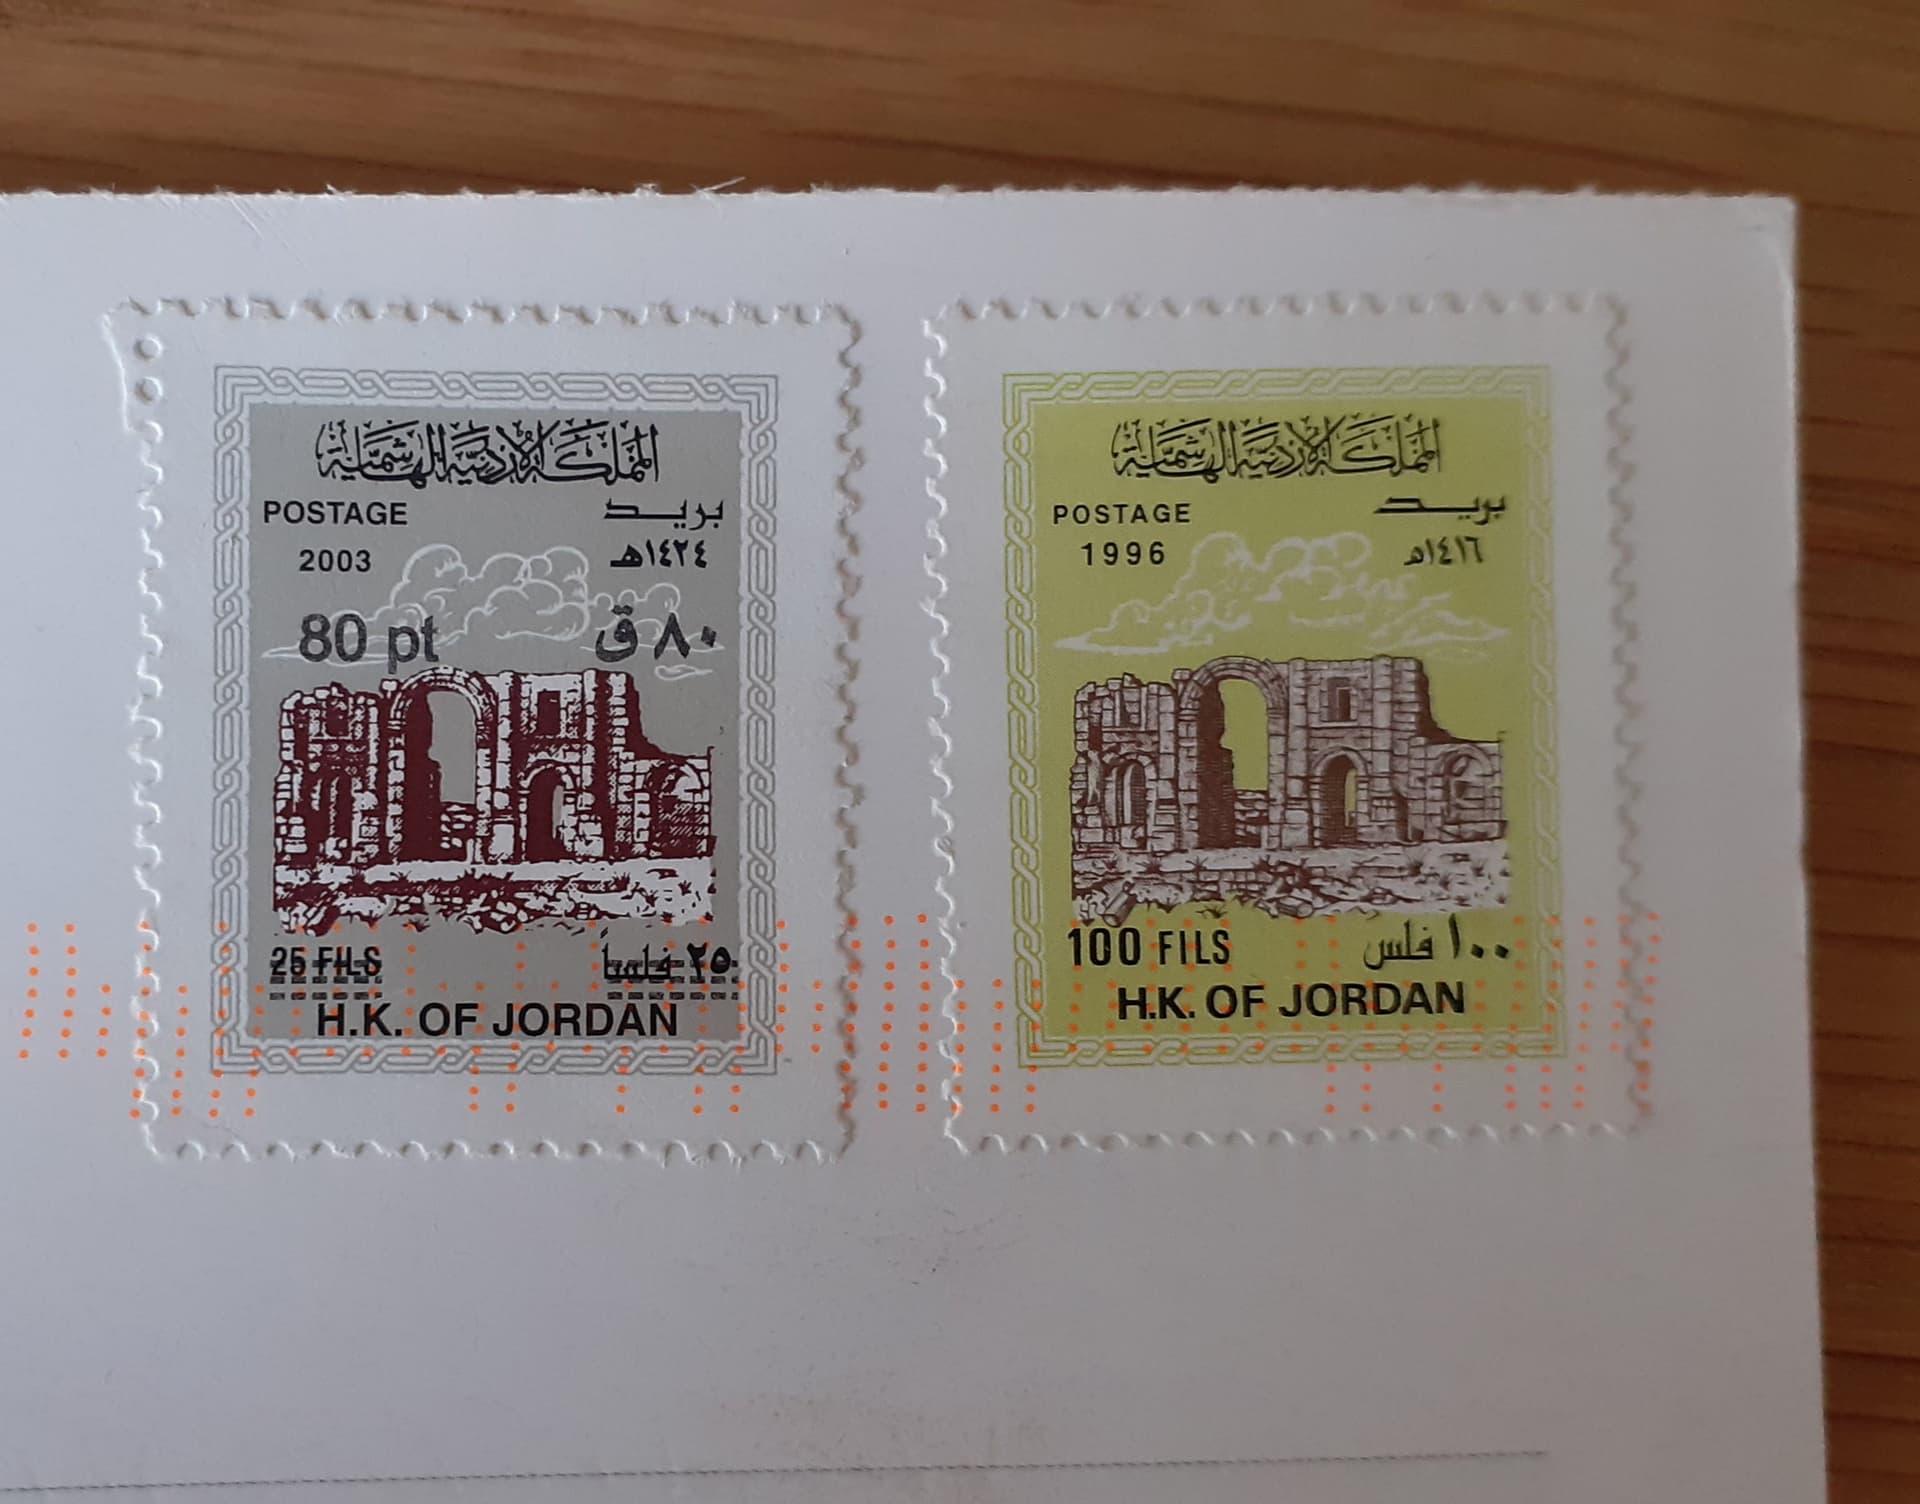 المملكة الأردنية الهاشمية
POSTAGE بريد
2003 ١٤٢٤هـ
80 pt ٨٠ ق
25 FILS ٢٥ فلساً
H.K. OF JORDAN
المملكة الأردنية الهاشمية
POSTAGE بريد
1996 ١٤١٦هـ
100 FILS ١٠٠ فلس
H.K. OF JORDAN